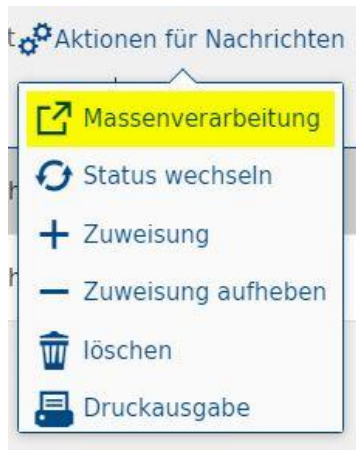 Aktionen für Nachrichten
Massenverarbeitung
Status wechseln
Zuweisung
Zuweisung aufheben
löschen
Druckausgabe